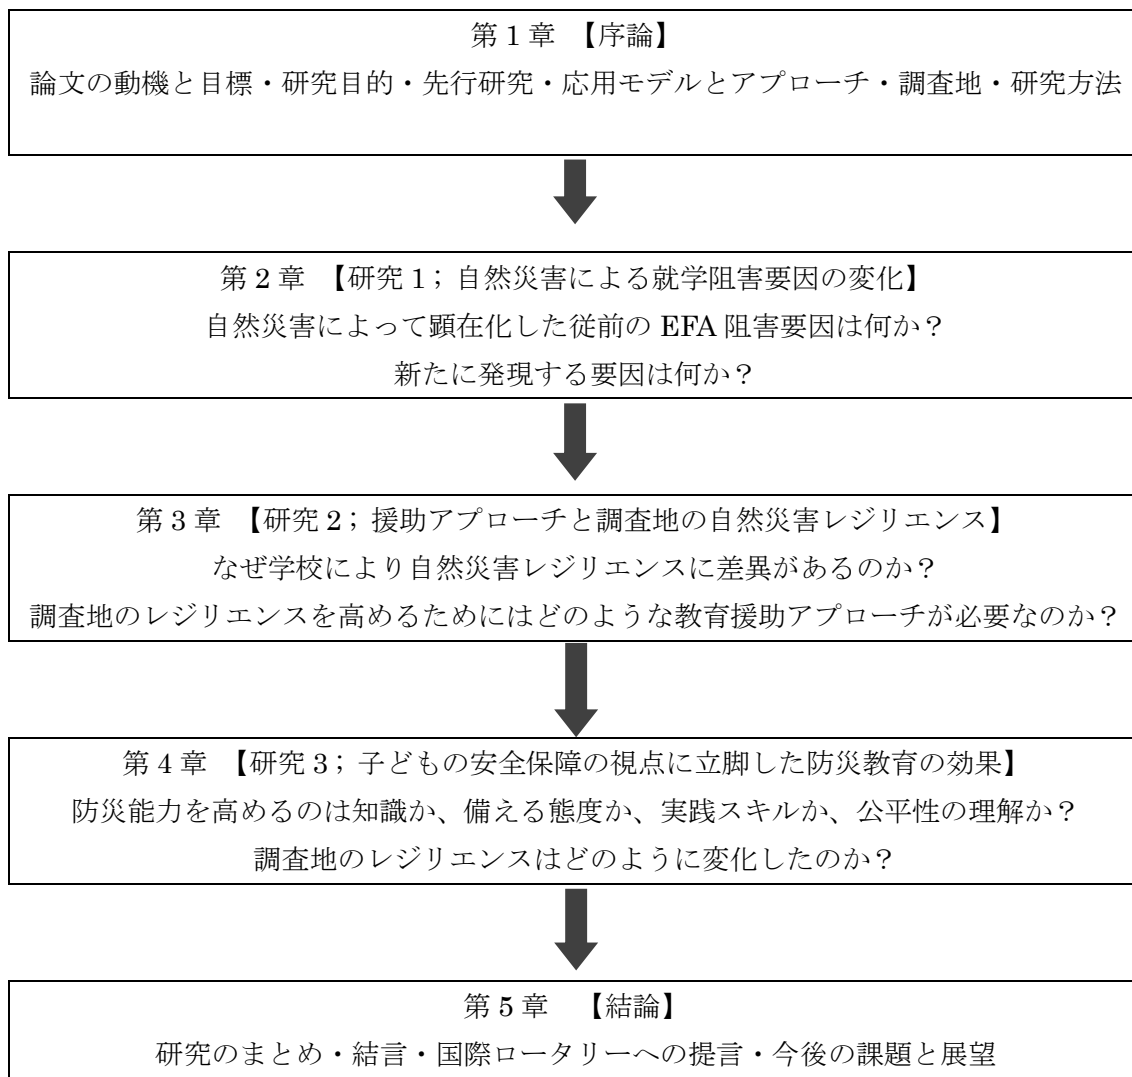 第 1 章 【序論】
論文の動機と目標・研究目的・先行研究・応用モデルとアプローチ・調査地・研究方法
第 2 章 【研究 1；自然災害による就学阻害要因の変化】
自然災害によって顕在化した従前の EFA 阻害要因は何か？
新たに発現する要因は何か？
第 3 章 【研究 2；援助アプローチと調査地の自然災害レジリエンス】
なぜ学校により自然災害レジリエンスに差異があるのか？
調査地のレジリエンスを高めるためにはどのような教育援助アプローチが必要なのか？
第 4 章 【研究 3；子どもの安全保障の視点に立脚した防災教育の効果】
防災能力を高めるのは知識か、備える態度か、実践スキルか、公平性の理解か？
調査地のレジリエンスはどのように変化したのか？
第 5 章 【結論】
研究のまとめ・結言・国際ロータリーへの提言・今後の課題と展望